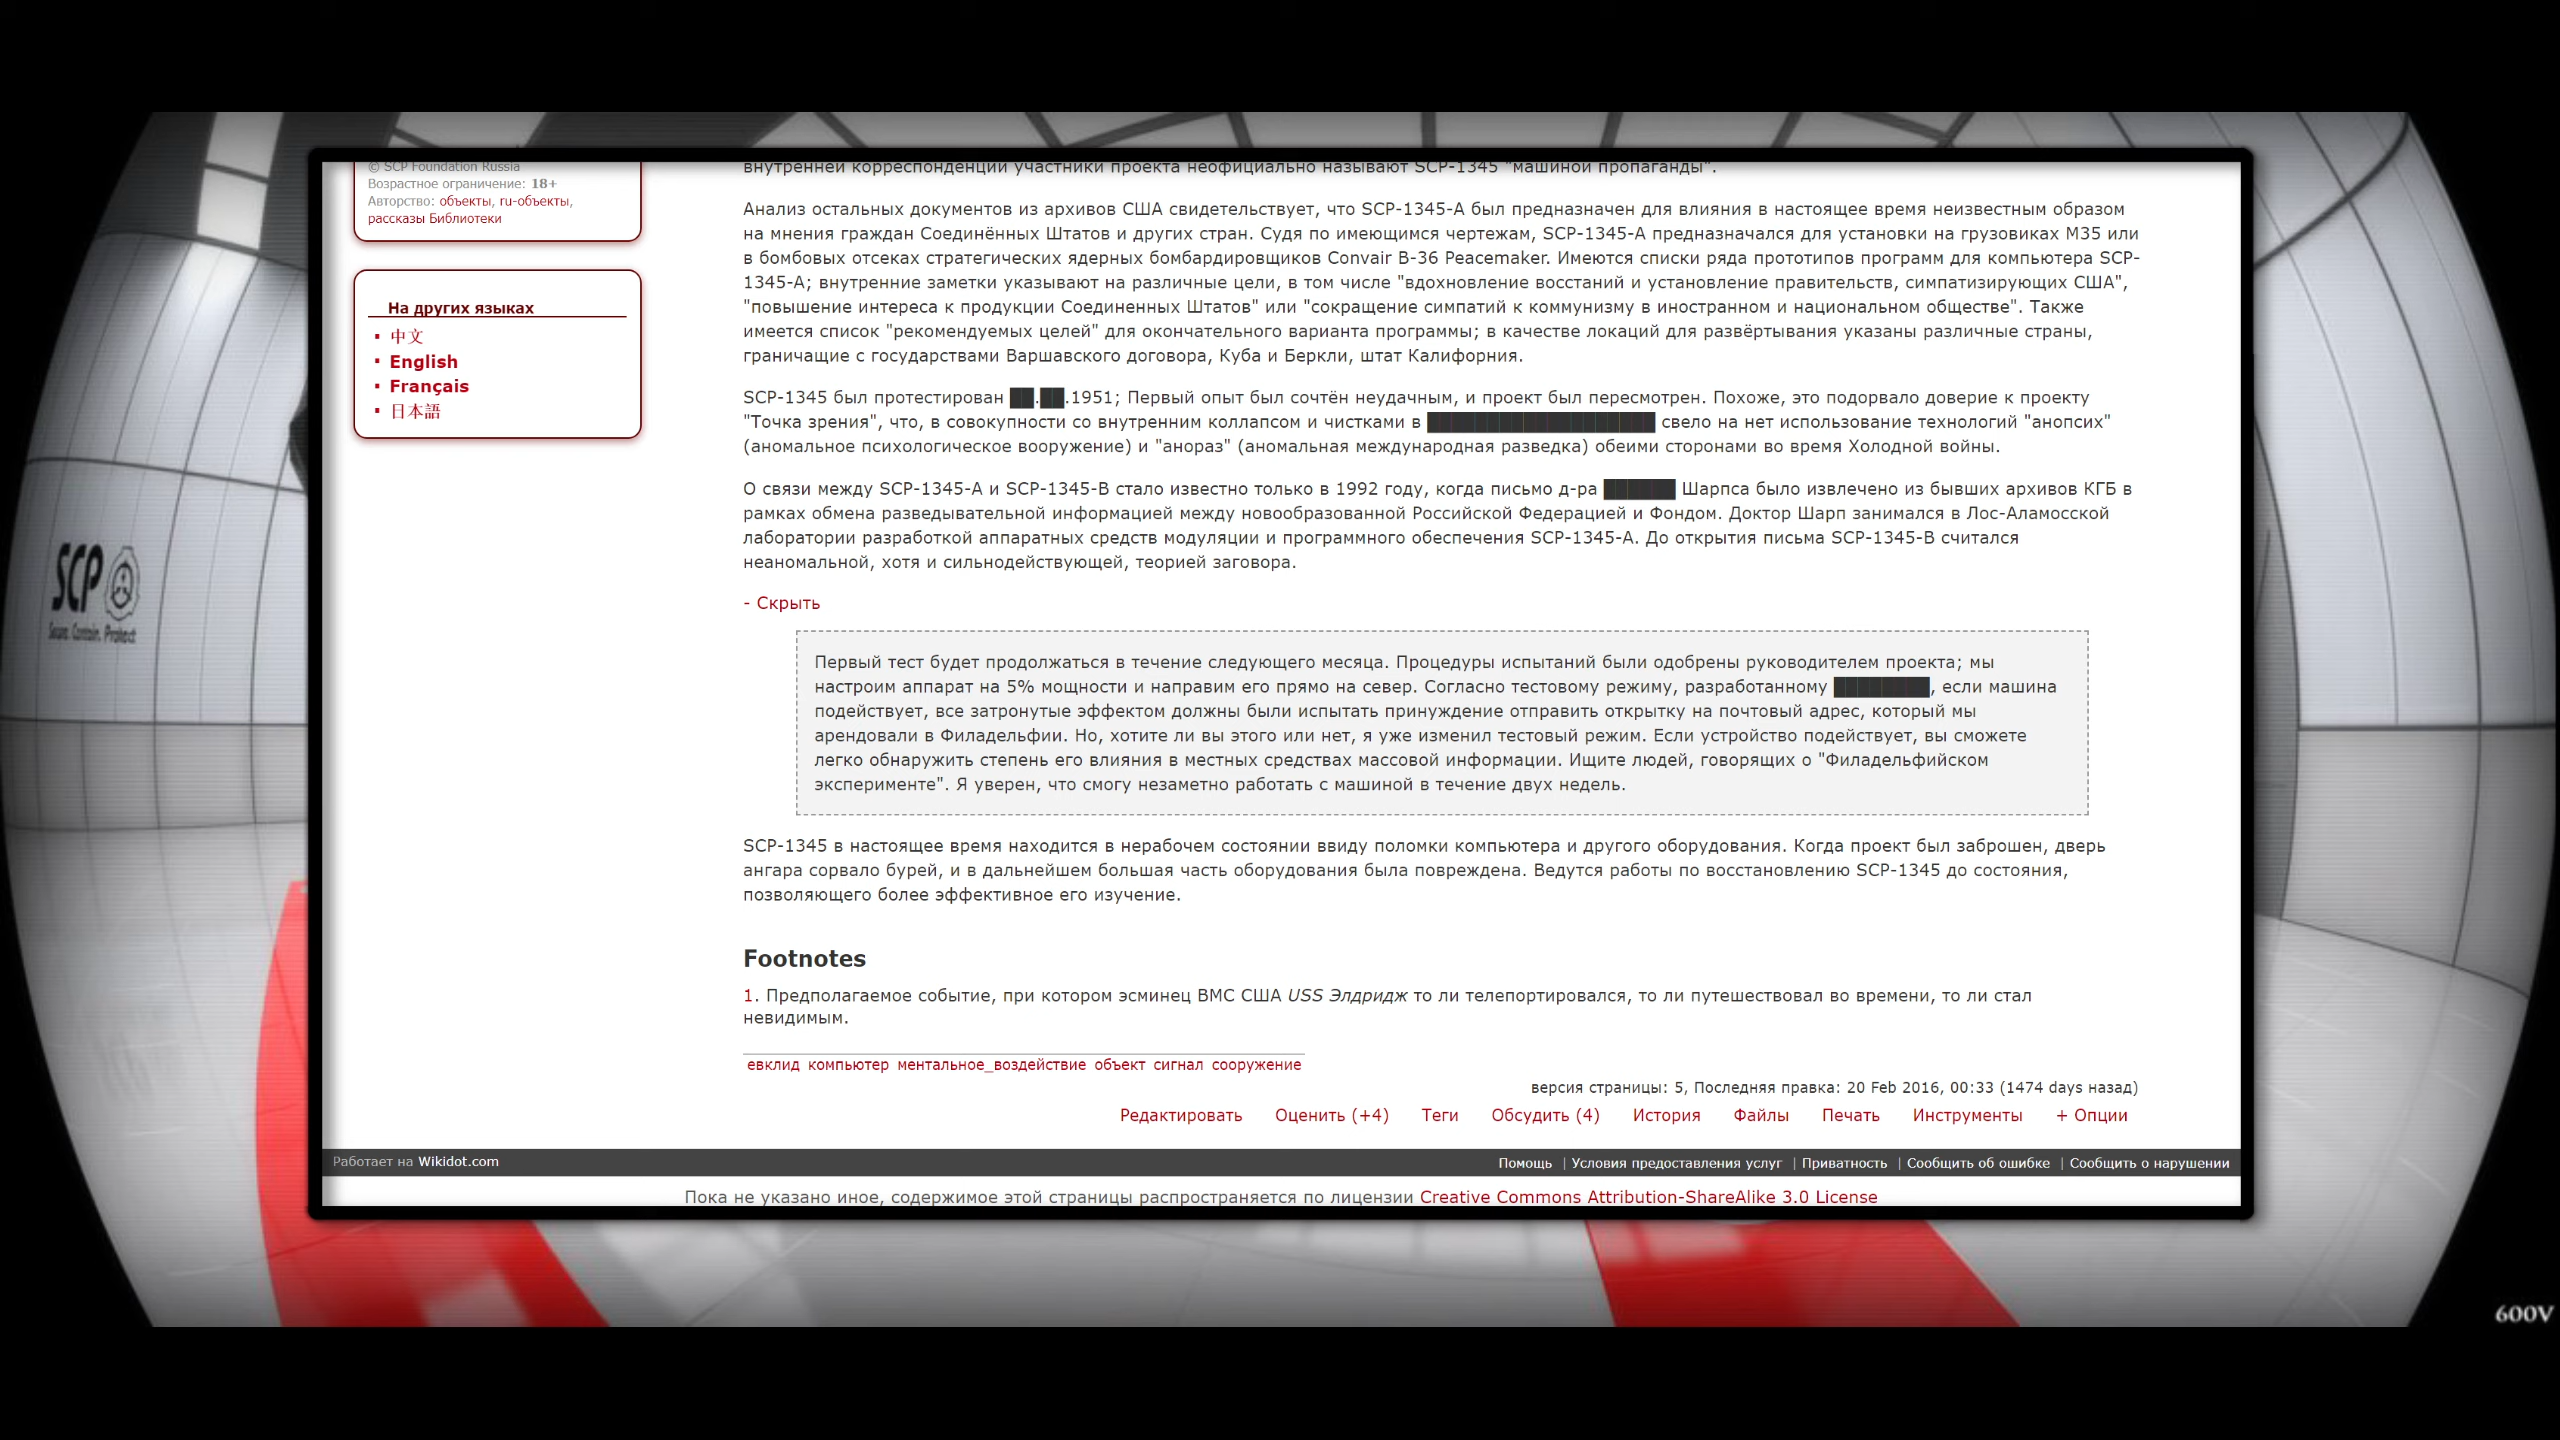 © SCP Foundation Russia
Возрастное ограничение: 18+
Авторство: объекты, ru-объекты,
рассказы Библиотеки
На других языках
中文
English
Français
日本語
внутренней корреспонденции участники проекта неофициально называют SCP-1345 "машиной пропаганды".
Анализ остальных документов из архивов США свидетельствует, что SCP-1345-A был предназначен для влияния в настоящее время неизвестным образом
на мнения граждан Соединённых Штатов и других стран. Судя по имеющимся чертежам, SCP-1345-A предназначался для установки на грузовиках M35 или
в бомбовых отсеках стратегических ядерных бомбардировщиков Convair B-36 Peacemaker. Имеются списки ряда прототипов программ для компьютера SCP-
1345-A; внутренние заметки указывают на различные цели, в том числе "вдохновение восстаний и установление правительств, симпатизирующих США",
"повышение интереса к продукции Соединенных Штатов" или "сокращение симпатий к коммунизму в иностранном и национальном обществе". Также
имеется список "рекомендуемых целей" для окончательного варианта программы; в качестве локаций для развёртывания указаны различные страны,
граничащие с государствами Варшавского договора, Куба и Беркли, штат Калифорния.
SCP-1345 был протестирован ██.██.1951; Первый опыт был сочтён неудачным, и проект был пересмотрен. Похоже, это подорвало доверие к проекту
"Точка зрения", что, в совокупности со внутренним коллапсом и чистками в ███████████████████ свело на нет использование технологий "анопсих"
(аномальное психологическое вооружение) и "анораз" (аномальная международная разведка) обеими сторонами во время Холодной войны.
О связи между SCP-1345-A и SCP-1345-B стало известно только в 1992 году, когда письмо д-ра ██████ Шарпса было извлечено из бывших архивов КГБ в
рамках обмена разведывательной информацией между новообразованной Российской Федерацией и Фондом. Доктор Шарп занимался в Лос-Аламосской
лаборатории разработкой аппаратных средств модуляции и программного обеспечения SCP-1345-A. До открытия письма SCP-1345-B считался
неаномальной, хотя и сильнодействующей, теорией заговора.
- Скрыть
Первый тест будет продолжаться в течение следующего месяца. Процедуры испытаний были одобрены руководителем проекта; мы
настроим аппарат на 5% мощности и направим его прямо на север. Согласно тестовому режиму, разработанному ████████, если машина
подействует, все затронутые эффектом должны были испытать принуждение отправить открытку на почтовый адрес, который мы
арендовали в Филадельфии. Но, хотите ли вы этого или нет, я уже изменил тестовый режим. Если устройство подействует, вы сможете
легко обнаружить степень его влияния в местных средствах массовой информации. Ищите людей, говорящих о "Филадельфийском
эксперименте". Я уверен, что смогу незаметно работать с машиной в течение двух недель.
SCP-1345 в настоящее время находится в нерабочем состоянии ввиду поломки компьютера и другого оборудования. Когда проект был заброшен, дверь
ангара сорвало бурей, и в дальнейшем большая часть оборудования была повреждена. Ведутся работы по восстановлению SCP-1345 до состояния,
позволяющего более эффективное его изучение.
Footnotes
1. Предполагаемое событие, при котором эсминец ВМС США USS Элдридж то ли телепортировался, то ли путешествовал во времени, то ли стал
невидимым.
евклид компьютер ментальное_воздействие объект сигнал сооружение
версия страницы: 5, Последняя правка: 20 Feb 2016, 00:33 (1474 days назад)
Редактировать Оценить (+4) Теги Обсудить (4) История Файлы Печать Инструменты + Опции
Работает на Wikidot.com
Помощь | Условия предоставления услуг | Приватность | Сообщить об ошибке | Сообщить о нарушении
Пока не указано иное, содержимое этой страницы распространяется по лицензии Creative Commons Attribution-ShareAlike 3.0 License
SCP
Secure. Contain. Protect
600V